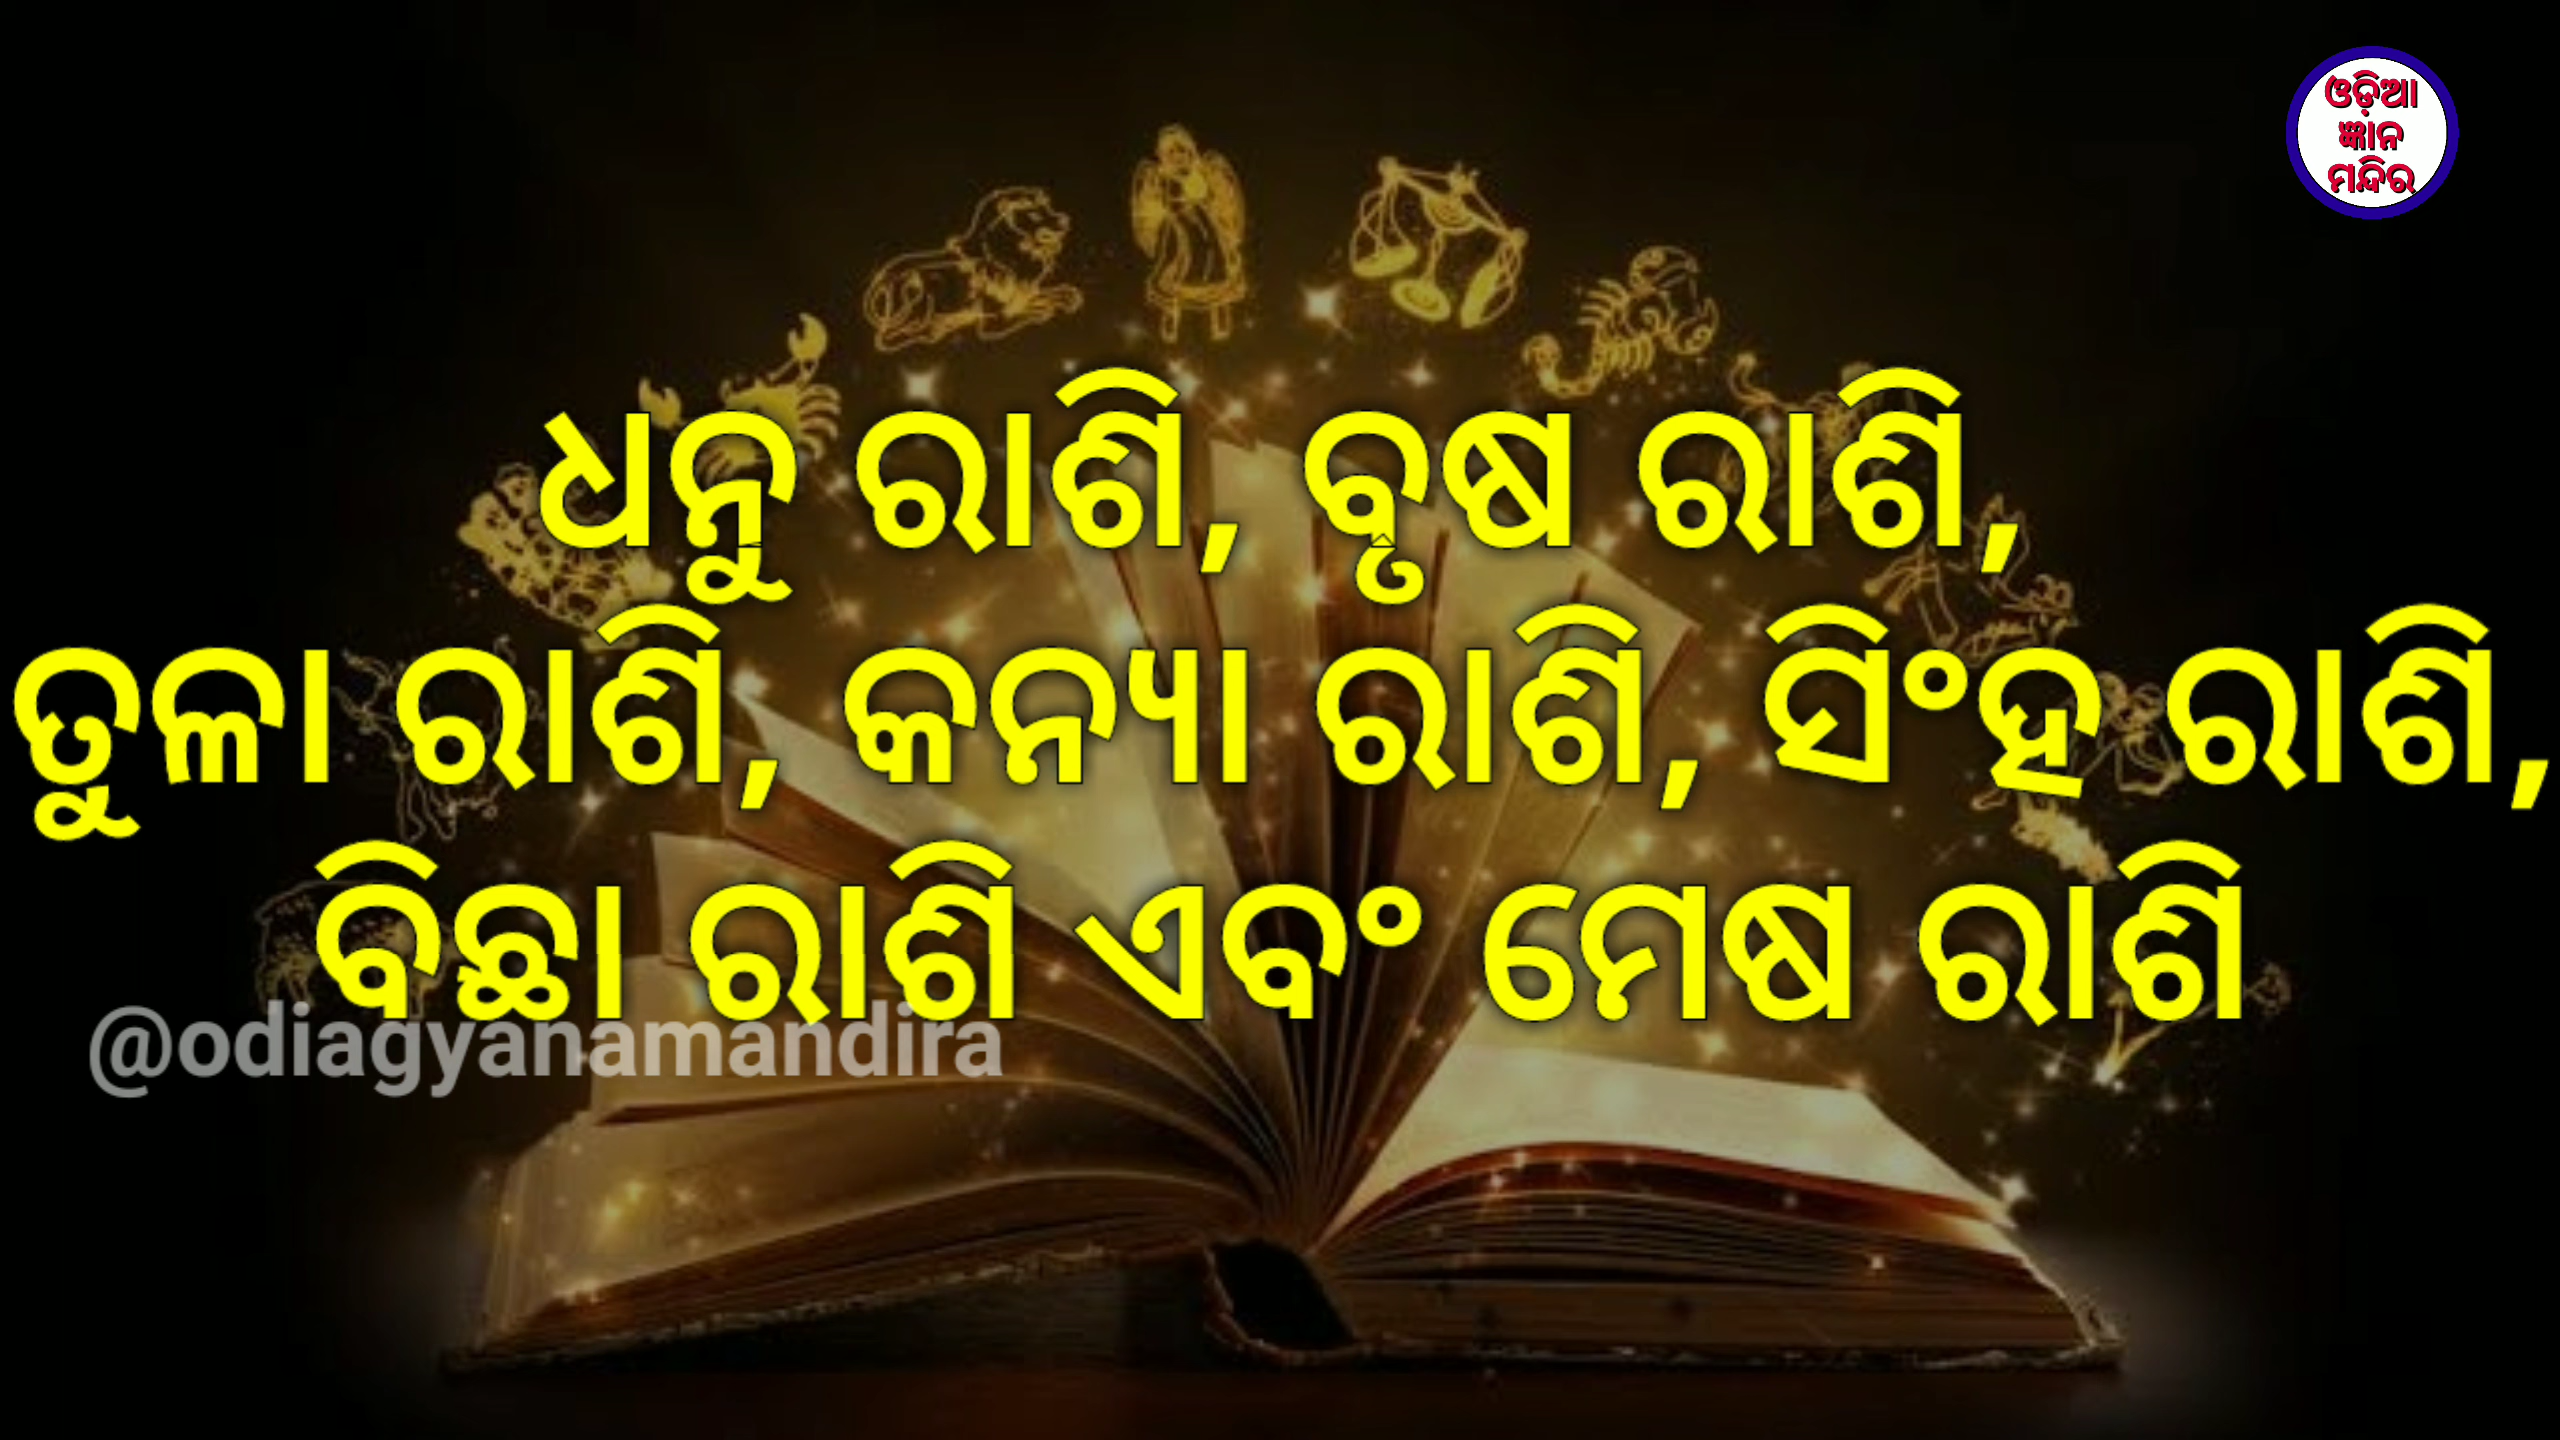 ଓଡ଼ିଆ
ଜ୍ଞାନ
ମନ୍ଦିର
ଧନୁ ରାଶି, ବୃଷ ରାଶି,
ତୁଳା ରାଶି, କନ୍ୟା ରାଶି, ସିଂହ ରାଶି,
ବିଛା ରାଶି ଏବଂ ମେଷ ରାଶି
@odiagyanamandira